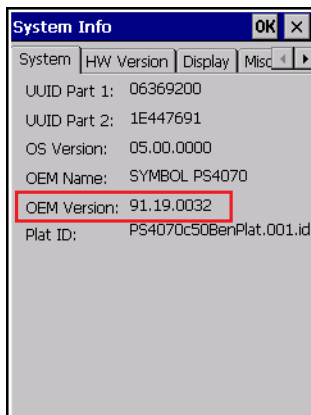 System Info OK ×
System HW Version Display Misc
UUID Part 1: 06369200
UUID Part 2: 1E447691
OS Version: 05.00.0000
OEM Name: SYMBOL PS4070
OEM Version: 91.19.0032
Plat ID: PS4070c50BenPlat.001.id